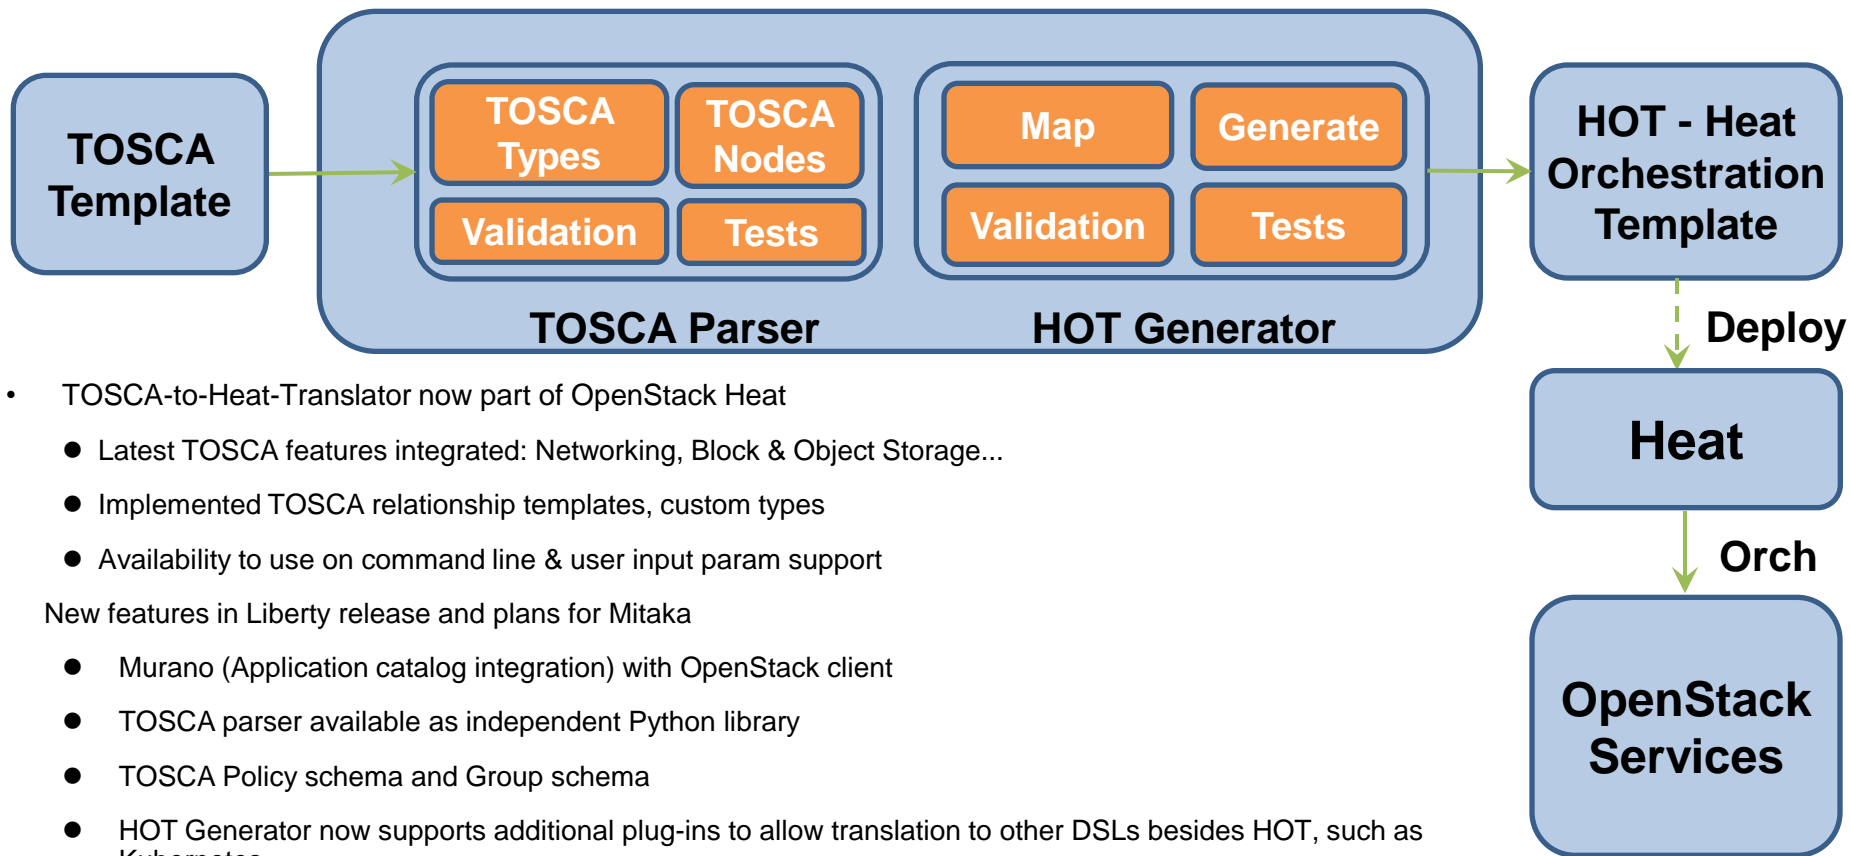 TOSCA
Template
TOSCA
Types
TOSCA
Nodes
Validation
Tests
TOSCA Parser
Map
Generate
Validation
Tests
HOT Generator
HOT - Heat
Orchestration
Template
Deploy
Heat
Orch
OpenStack
Services
• TOSCA-to-Heat-Translator now part of OpenStack Heat
● Latest TOSCA features integrated: Networking, Block & Object Storage...
● Implemented TOSCA relationship templates, custom types
● Availability to use on command line & user input param support
New features in Liberty release and plans for Mitaka
● Murano (Application catalog integration) with OpenStack client
● TOSCA parser available as independent Python library
● TOSCA Policy schema and Group schema
● HOT Generator now supports additional plug-ins to allow translation to other DSLs besides HOT, such as